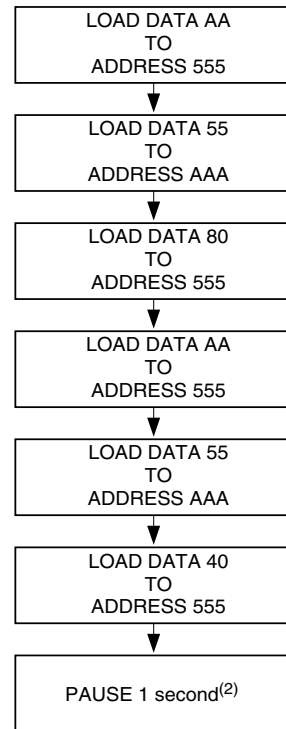 LOAD DATA AA
TO
ADDRESS 555
LOAD DATA 55
TO
ADDRESS AAA
LOAD DATA 80
TO
ADDRESS 555
LOAD DATA AA
TO
ADDRESS 555
LOAD DATA 55
TO
ADDRESS AAA
LOAD DATA 40
TO
ADDRESS 555
PAUSE 1 second(2)